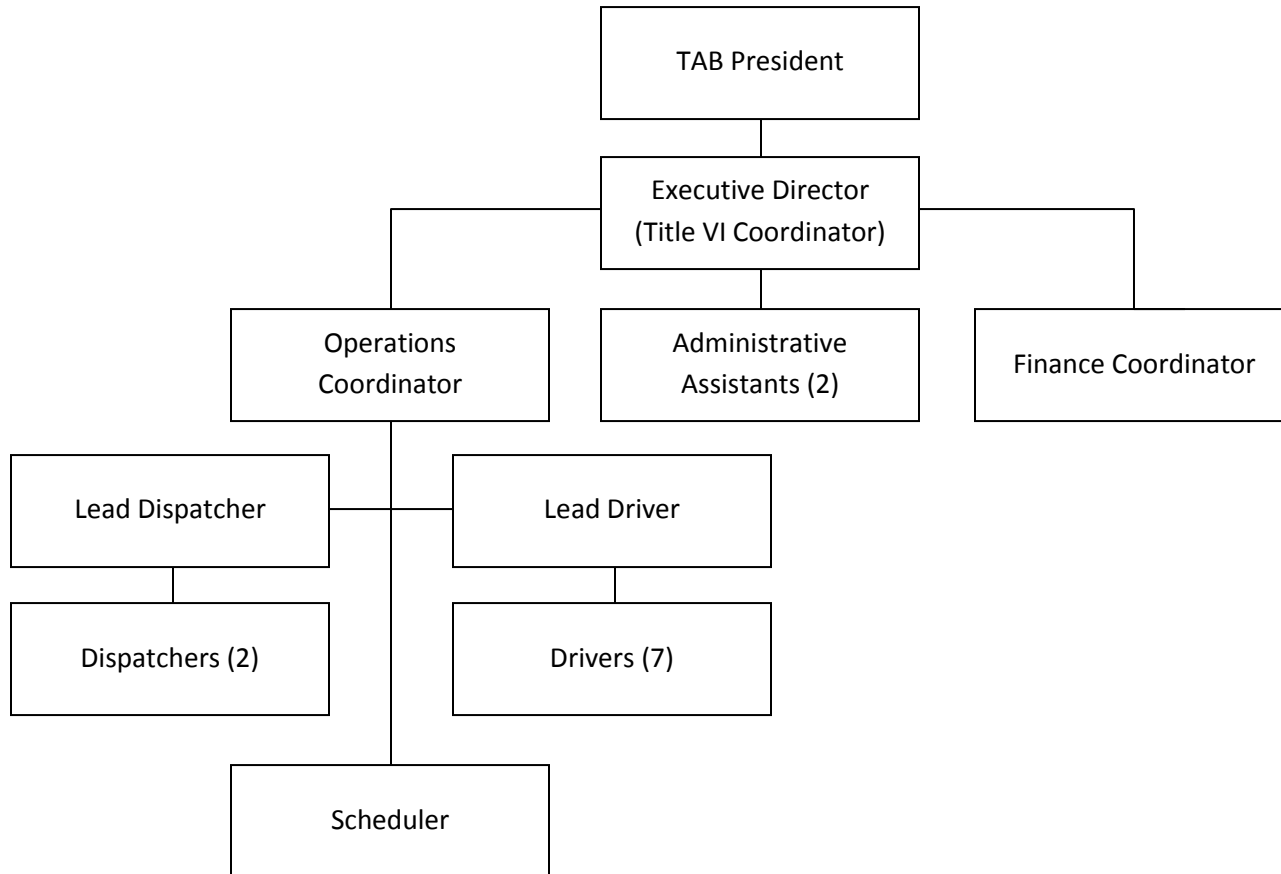 TAB President
Executive Director
(Title VI Coordinator)
Operations
Coordinator
Administrative
Assistants (2)
Finance Coordinator
Lead Dispatcher
Lead Driver
Dispatchers (2)
Drivers (7)
Scheduler